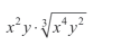 x²y · ∛(x⁴y²)